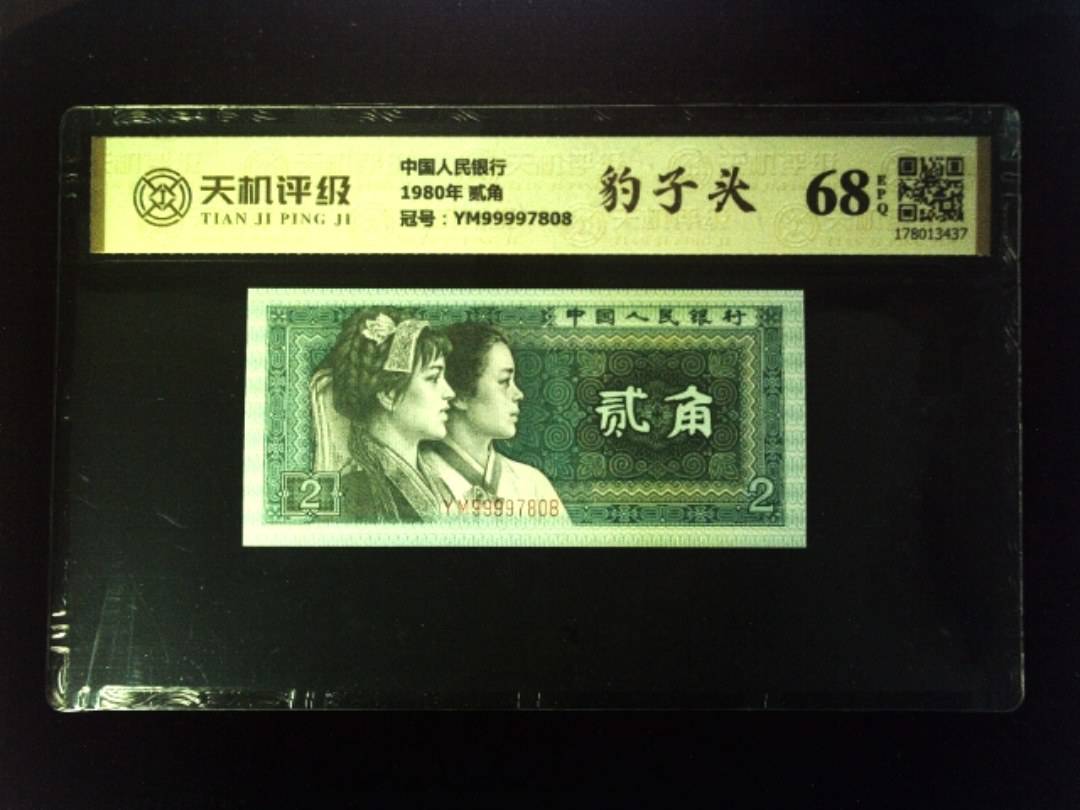 天机评级
TIAN JI PING JI
中国人民银行
1980年 贰角
冠号：YM99997808
豹子头
68
EPQ
178013437
中国人民银行
贰角
2
2
YM99997808